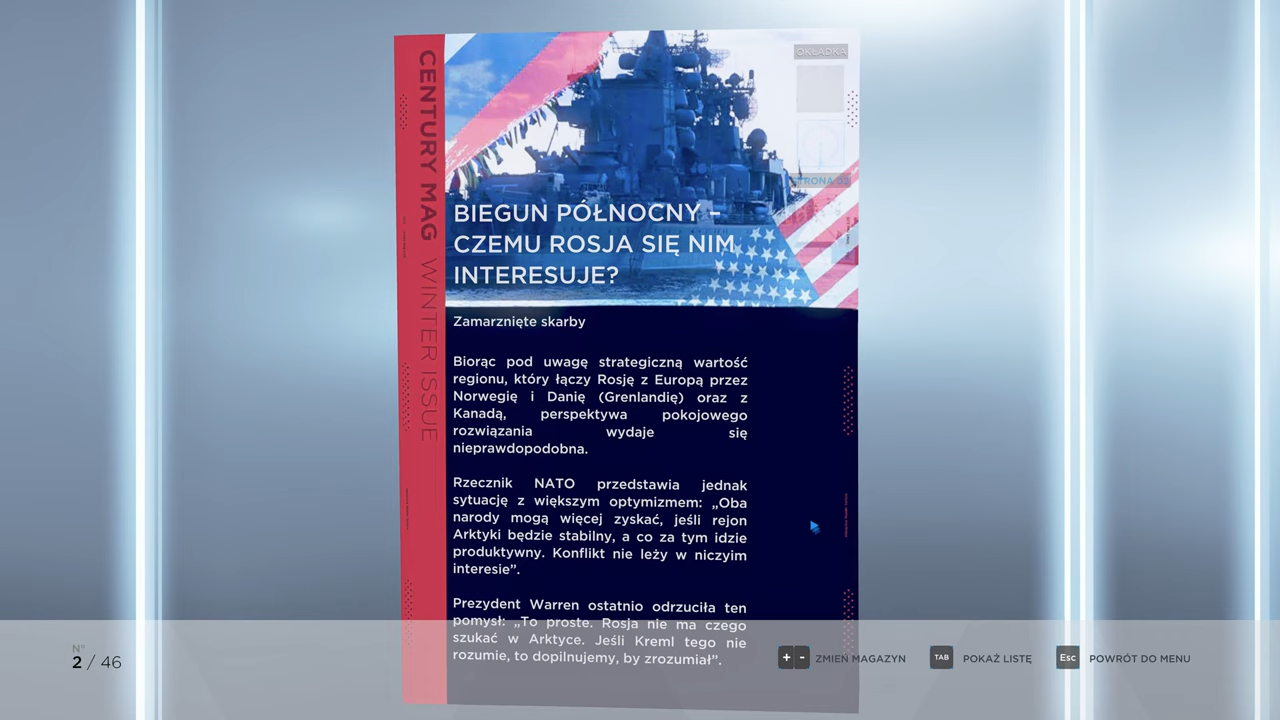 CENTURY MAG WINTER ISSUE
OKŁADKA
BIEGUN PÓŁNOCNY –
CZEMU ROSJA SIĘ NIM
INTERESUJE?
Zamarznięte skarby
Biorąc pod uwagę strategiczną wartość
regionu, który łączy Rosję z Europą przez
Norwegię i Danię (Grenlandię) oraz z
Kanadą, perspektywa pokojowego
rozwiązania wydaje się
nieprawdopodobna.
Rzecznik NATO przedstawia jednak
sytuację z większym optymizmem: „Oba
narody mogą więcej zyskać, jeśli rejon
Arktyki będzie stabilny, a co za tym idzie
produktywny. Konflikt nie leży w niczyim
interesie”.
Prezydent Warren ostatnio odrzuciła ten
pomysł: „To proste. Rosja nie ma czego
szukać w Arktyce. Jeśli Kreml tego nie
rozumie, to dopilnujemy, by zrozumiał”.
N°
2 / 46
+ - ZMIEŃ MAGAZYN
TAB POKAŻ LISTĘ
Esc POWRÓT DO MENU